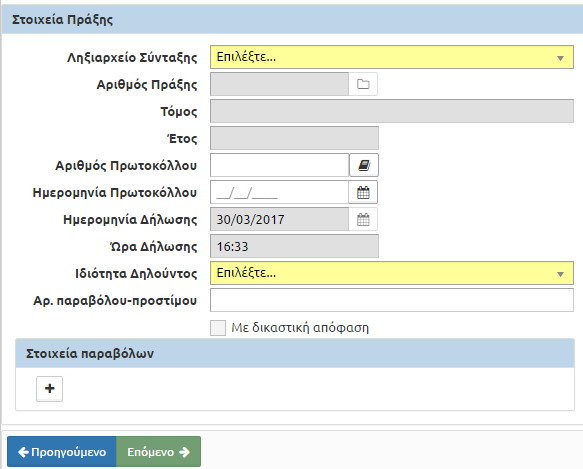 Στοιχεία Πράξης
Ληξιαρχείο Σύνταξης Επιλέξτε...
Αριθμός Πράξης
Τόμος
Έτος
Αριθμός Πρωτοκόλλου
Ημερομηνία Πρωτοκόλλου __/__/____
Ημερομηνία Δήλωσης 30/03/2017
Ώρα Δήλωσης 16:33
Ιδιότητα Δηλούντος Επιλέξτε...
Αρ. παραβόλου-προστίμου
Με δικαστική απόφαση
Στοιχεία παραβόλων
Προηγούμενο Επόμενο